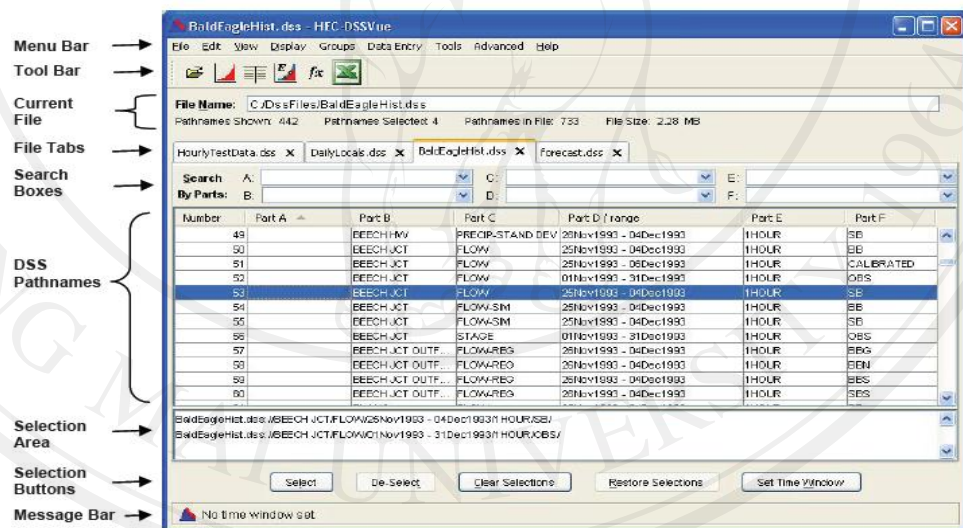 BaldEagleHist.dss - HEC-DSSVue
Menu Bar
File Edit View Display Groups Data Entry Tools Advanced Help
Tool Bar
fx
Current File
File Name: C:/DssFiles/BaldEagleHist.dss
Pathnames Shown: 442 Pathnames Selected: 4 Pathnames in File: 733 File Size: 2.28 MB
File Tabs
HourlyTestData.dss X DailyLocals.dss X BaldEagleHist.dss X Forecast.dss X
Search Boxes
Search By Parts: A: C: E:
B: D: F:
Number Part A Part B Part C Part D / range Part E Part F
49 BEECH HW PRECIP-STAND DEV 26Nov1993 - 04Dec1993 1HOUR SB
50 BEECH JCT FLOW 25Nov1993 - 04Dec1993 1HOUR BB
51 BEECH JCT FLOW 25Nov1993 - 06Dec1993 1HOUR CALIBRATED
52 BEECH JCT FLOW 01Nov1993 - 31Dec1993 1HOUR OBS
DSS Pathnames
53 BEECH JCT FLOW 25Nov1993 - 04Dec1993 1HOUR SB
54 BEECH JCT FLOW-SIM 25Nov1993 - 04Dec1993 1HOUR BB
55 BEECH JCT FLOW-SIM 25Nov1993 - 04Dec1993 1HOUR SB
56 BEECH JCT STAGE 01Nov1993 - 31Dec1993 1HOUR OBS
57 BEECH JCT OUTF... FLOW-REG 26Nov1993 - 04Dec1993 1HOUR BBG
58 BEECH JCT OUTF... FLOW-REG 26Nov1993 - 04Dec1993 1HOUR BBN
59 BEECH JCT OUTF... FLOW-REG 26Nov1993 - 04Dec1993 1HOUR BBS
60 BEECH JCT OUTF... FLOW-REG 26Nov1993 - 04Dec1993 1HOUR SBS
Selection Area
BaldEagleHist.dss: //BEECH JCT/FLOW/25Nov1993 - 04Dec1993/1HOUR/SB/
BaldEagleHist.dss: //BEECH JCT/FLOW/01Nov1993 - 31Dec1993/1HOUR/OBS/
Selection Buttons
Select De-Select Clear Selections Restore Selections Set Time Window
Message Bar
No time window set
MAI UNIVERSITY 1964